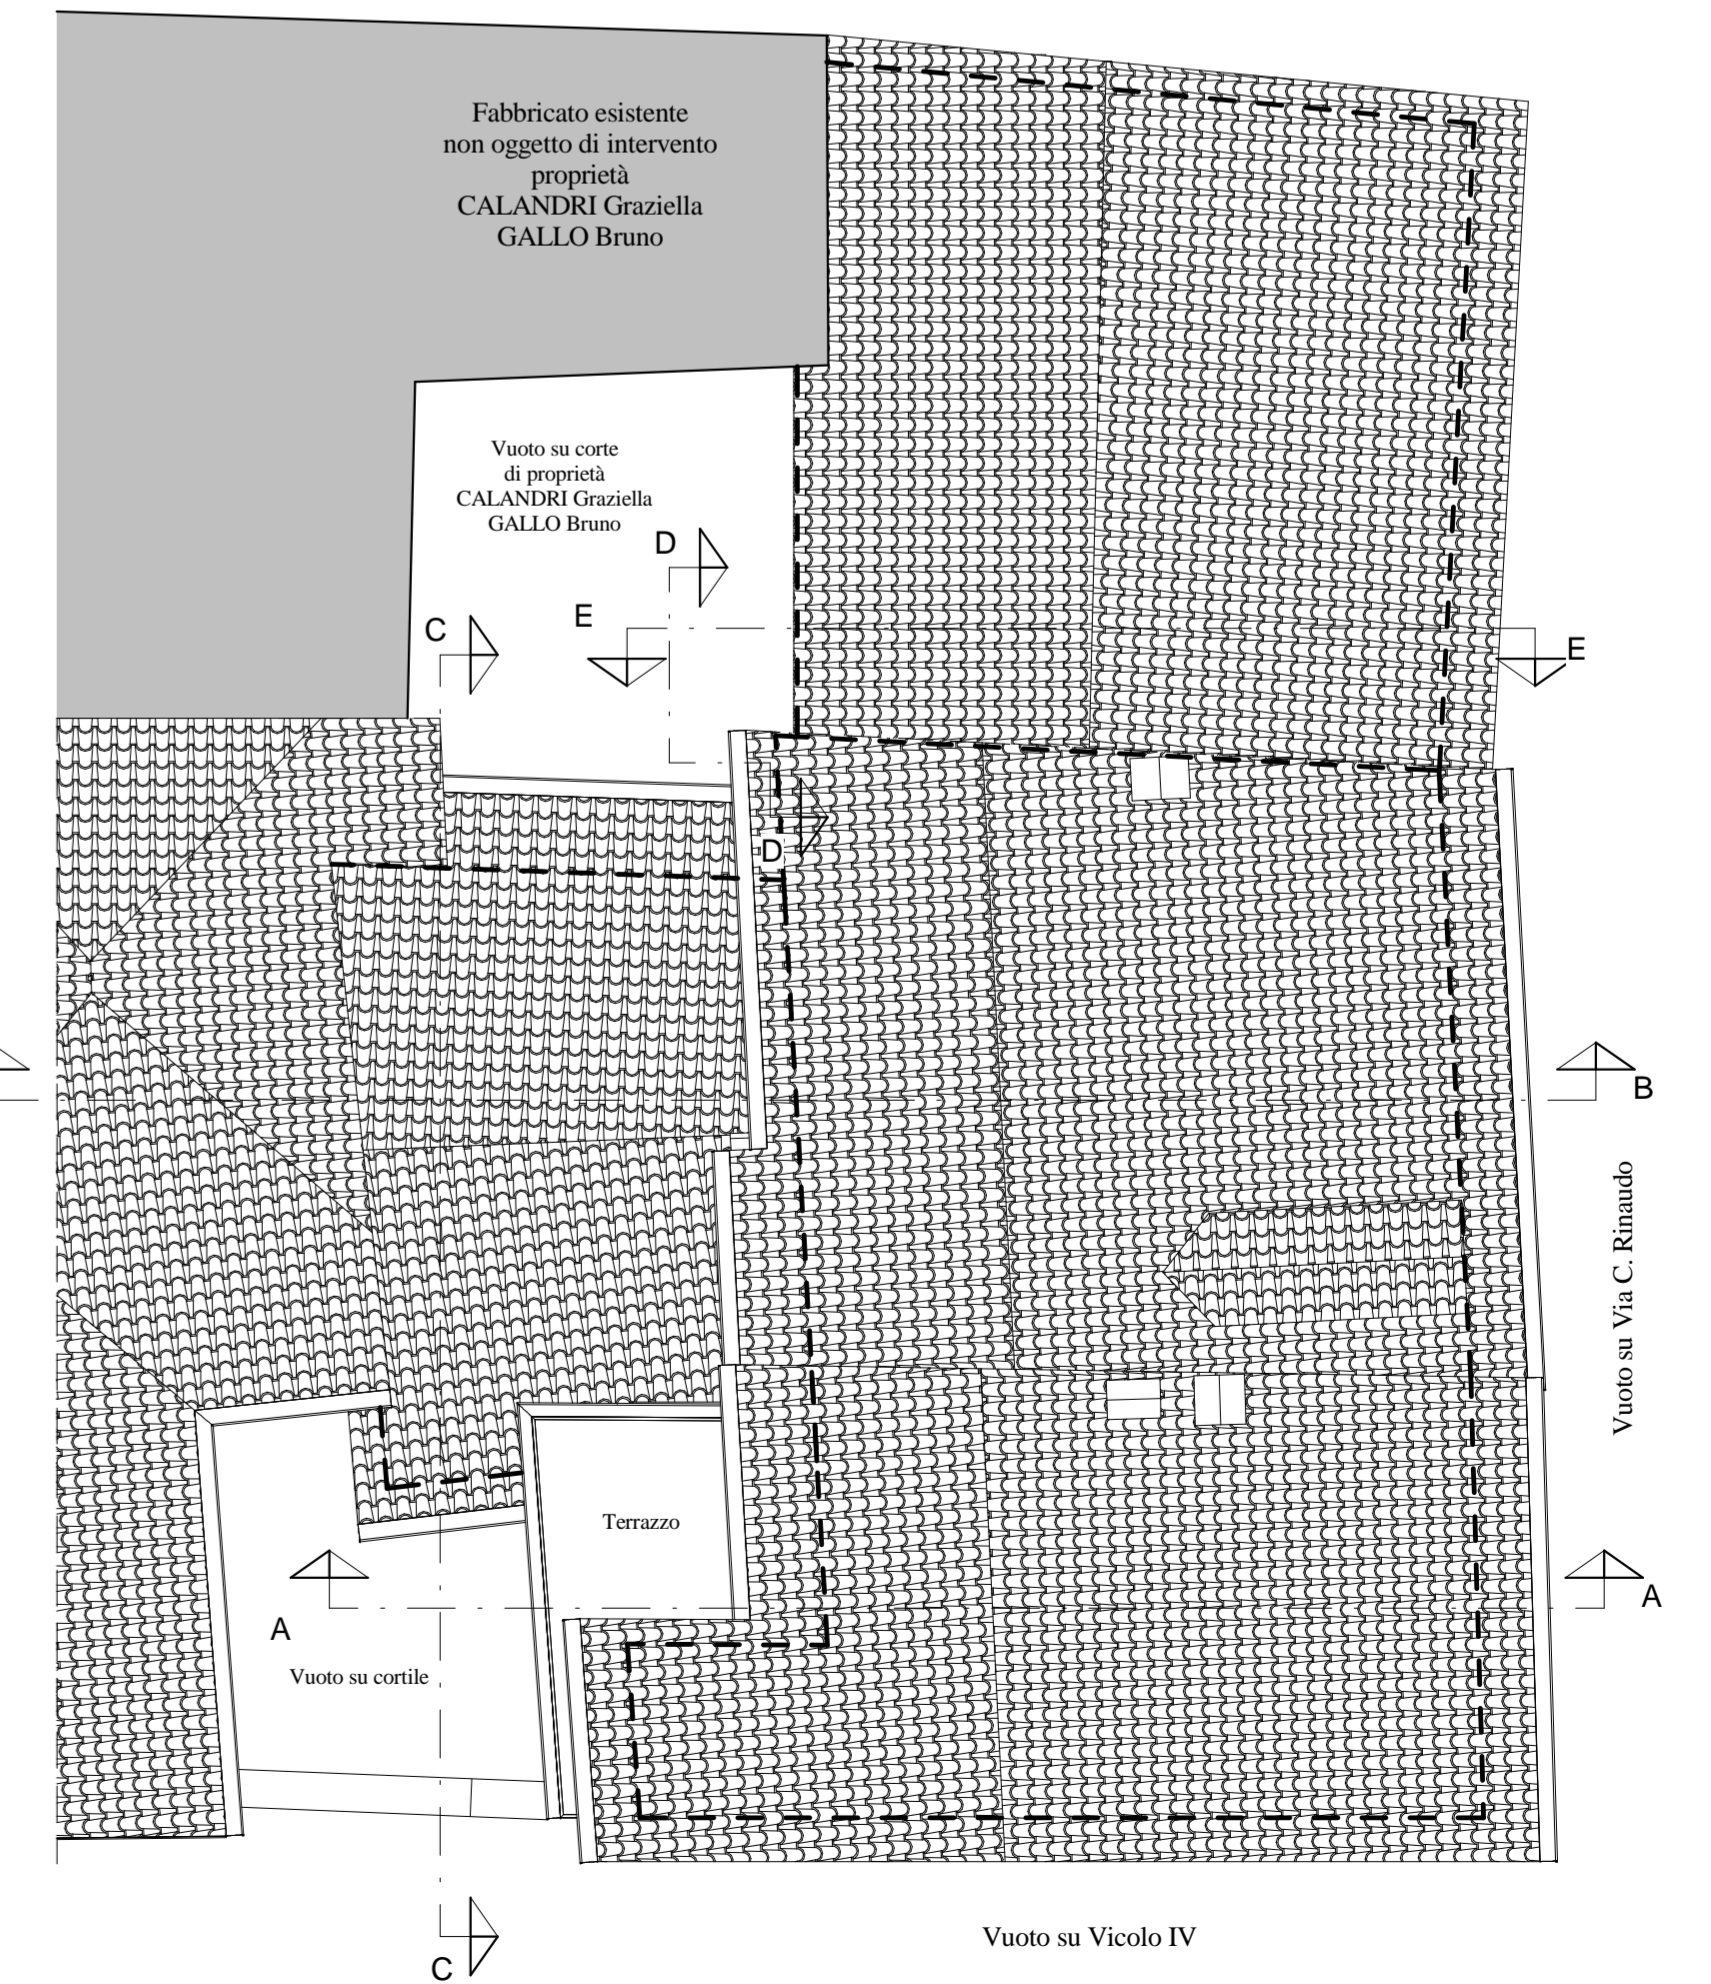 Fabbricato esistente
non oggetto di intervento
proprietà
CALANDRI Graziella
GALLO Bruno
Vuoto su corte
di proprietà
CALANDRI Graziella
GALLO Bruno
D
C
E
E
D
B
Vuoto su Via C. Rinaudo
Terrazzo
A
A
Vuoto su cortile
Vuoto su Vicolo IV
C